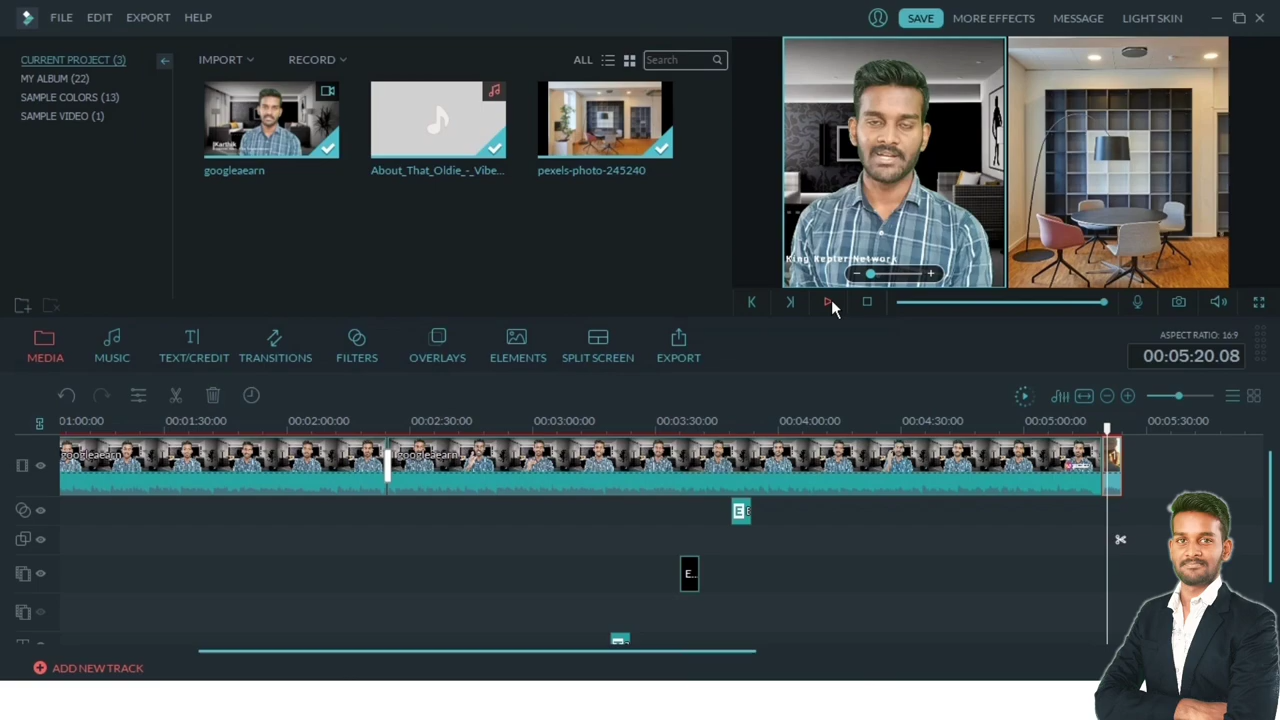 FILE EDIT EXPORT HELP SAVE MORE EFFECTS MESSAGE LIGHT SKIN
CURRENT PROJECT (3)
MY ALBUM (22)
SAMPLE COLORS (13)
SAMPLE VIDEO (1)
IMPORT RECORD ALL Search
Karthik
googleaearn About_That_Oldie_-_Vibe... pexels-photo-245240
King Kepler Network
MEDIA MUSIC TEXT/CREDIT TRANSITIONS FILTERS OVERLAYS ELEMENTS SPLIT SCREEN EXPORT
ASPECT RATIO: 16:9
00:05:20.08
01:00:00 00:01:30:00 00:02:00:00 00:02:30:00 00:03:00:00 00:03:30:00 00:04:00:00 00:04:30:00 00:05:00:00 00:05:30:00
googleaearn googleaearn
E
E..
ADD NEW TRACK